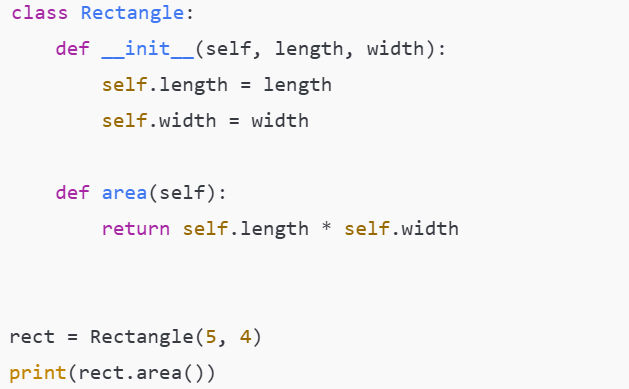 class Rectangle:
    def __init__(self, length, width):
        self.length = length
        self.width = width
    def area(self):
        return self.length * self.width
rect = Rectangle(5, 4)
print(rect.area())